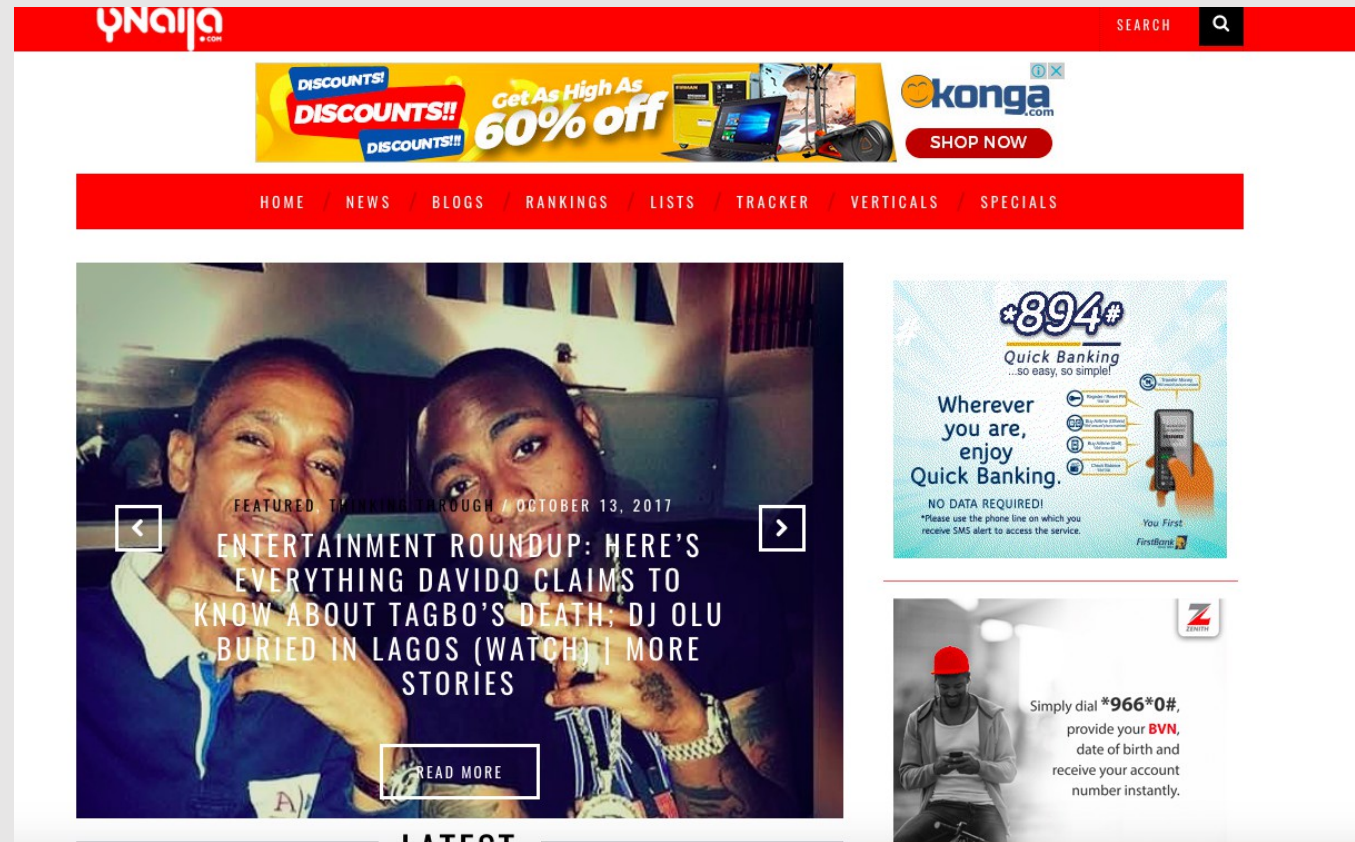 YNaija
.COM
SEARCH
DISCOUNTS!
DISCOUNTS!!
DISCOUNTS!!!
Get As High As
60% off
konga
.com
SHOP NOW
HOME / NEWS / BLOGS / RANKINGS / LISTS / TRACKER / VERTICALS / SPECIALS
FEATURED, THINKING THROUGH / OCTOBER 13, 2017
ENTERTAINMENT ROUNDUP: HERE'S
EVERYTHING DAVIDO CLAIMS TO
KNOW ABOUT TAGBO'S DEATH; DJ OLU
BURIED IN LAGOS (WATCH) | MORE
STORIES
READ MORE
LATEST
*894#
Quick Banking
...so easy, so simple!
Wherever
you are,
enjoy
Quick Banking.
NO DATA REQUIRED!
*Please use the phone line on which you
receive SMS alert to access the service.
You First
FirstBank
ZENITH
Simply dial *966*0#,
provide your BVN,
date of birth and
receive your account
number instantly.